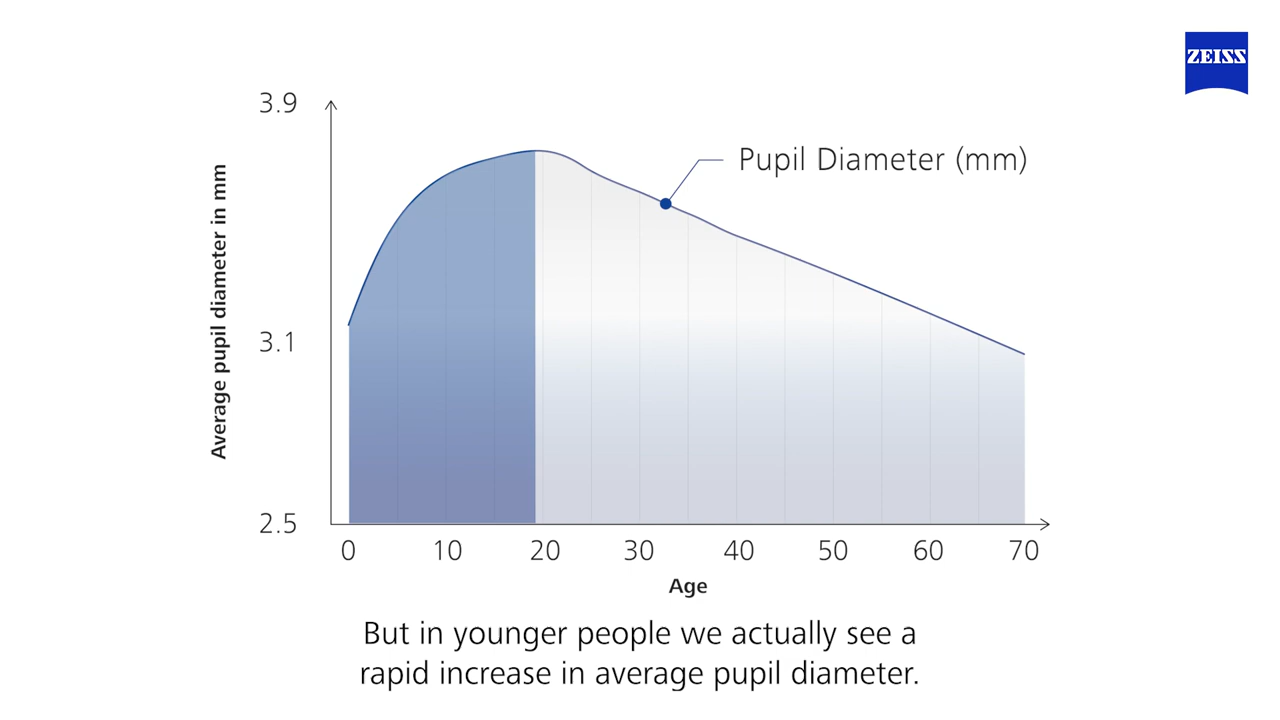 ZEISS
3.9
Pupil Diameter (mm)
Average pupil diameter in mm
3.1
2.5
0 10 20 30 40 50 60 70
Age
But in younger people we actually see a
rapid increase in average pupil diameter.